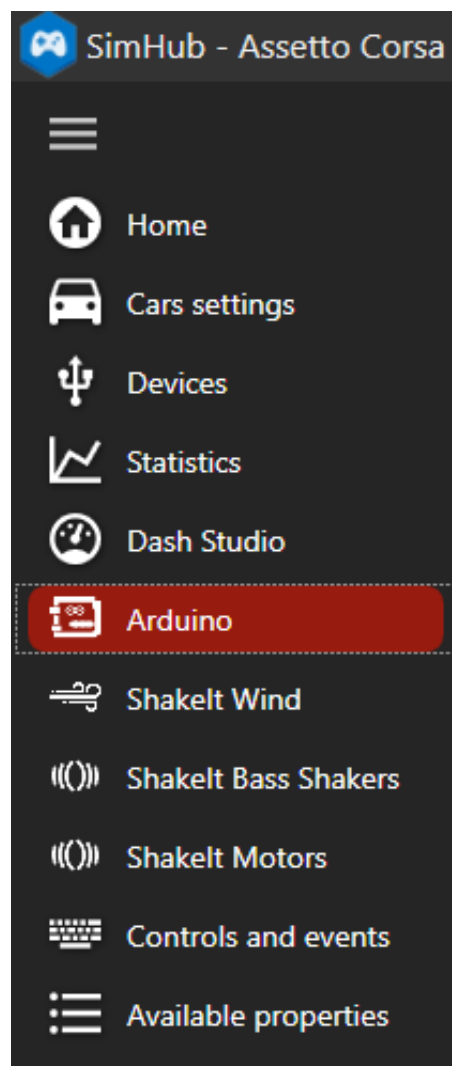 SimHub - Assetto Corsa
Home
Cars settings
Devices
Statistics
Dash Studio
Arduino
ShakeIt Wind
ShakeIt Bass Shakers
ShakeIt Motors
Controls and events
Available properties